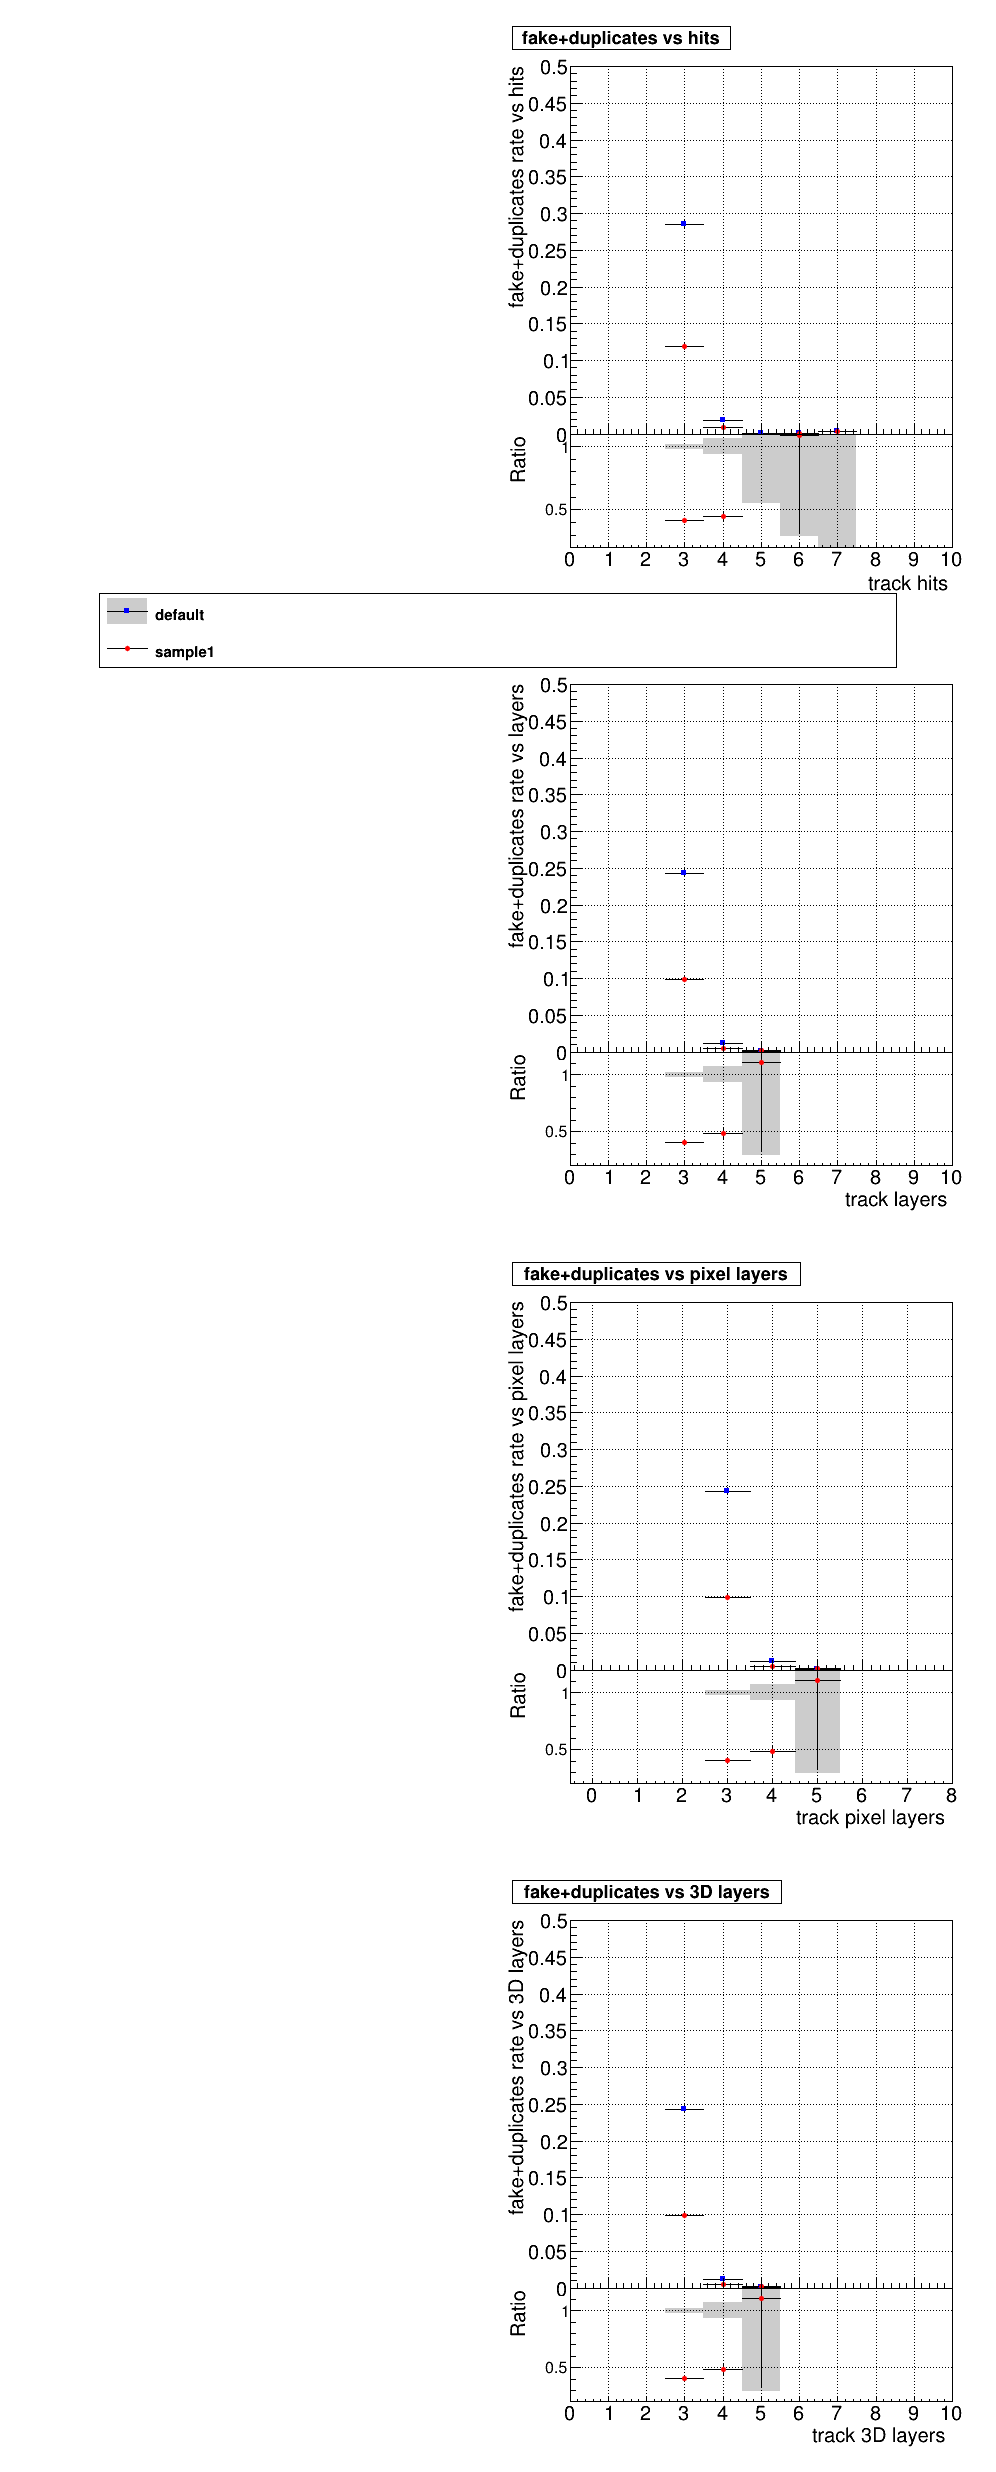 fake+duplicates vs hits
fake+duplicates rate vs hits
0.5
0.45
0.4
0.35
0.3
0.25
0.2
0.15
0.1
0.05
0
Ratio
1
0.5
0 1 2 3 4 5 6 7 8 9 10
track hits
default
sample1
fake+duplicates rate vs layers
0.5
0.45
0.4
0.35
0.3
0.25
0.2
0.15
0.1
0.05
0
Ratio
1
0.5
0 1 2 3 4 5 6 7 8 9 10
track layers
fake+duplicates vs pixel layers
fake+duplicates rate vs pixel layers
0.5
0.45
0.4
0.35
0.3
0.25
0.2
0.15
0.1
0.05
0
Ratio
1
0.5
0 1 2 3 4 5 6 7 8
track pixel layers
fake+duplicates vs 3D layers
fake+duplicates rate vs 3D layers
0.5
0.45
0.4
0.35
0.3
0.25
0.2
0.15
0.1
0.05
0
Ratio
1
0.5
0 1 2 3 4 5 6 7 8 9 10
track 3D layers